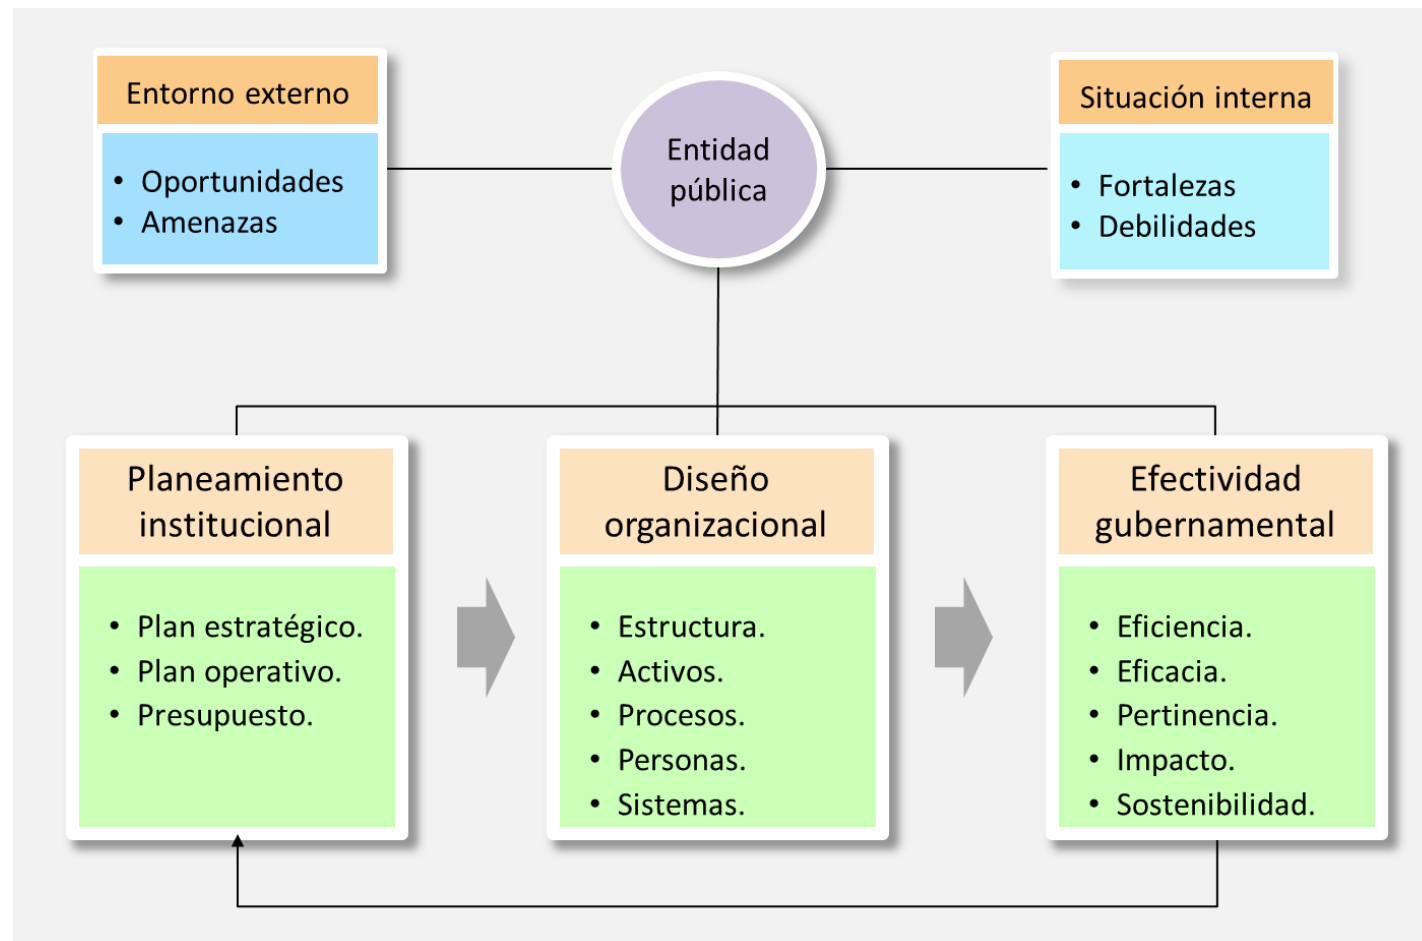 Entorno externo
• Oportunidades
• Amenazas
Entidad
pública
Situación interna
• Fortalezas
• Debilidades
Planeamiento
institucional
• Plan estratégico.
• Plan operativo.
• Presupuesto.
Diseño
organizacional
• Estructura.
• Activos.
• Procesos.
• Personas.
• Sistemas.
Efectividad
gubernamental
• Eficiencia.
• Eficacia.
• Pertinencia.
• Impacto.
• Sostenibilidad.